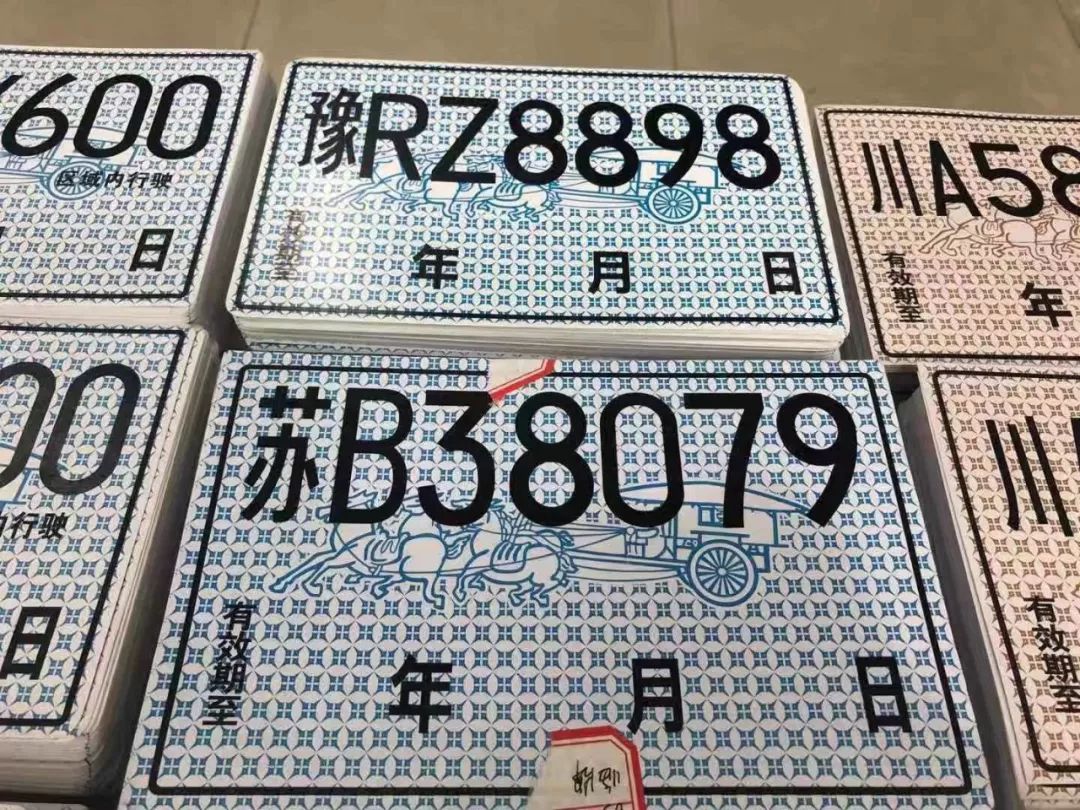 600
区域内行驶
日
豫RZ8898
有效期至
年 月 日
川A58
有效期至
年
00
内行驶
日
苏B38079
有效期至
年 月 日
川
有效期至